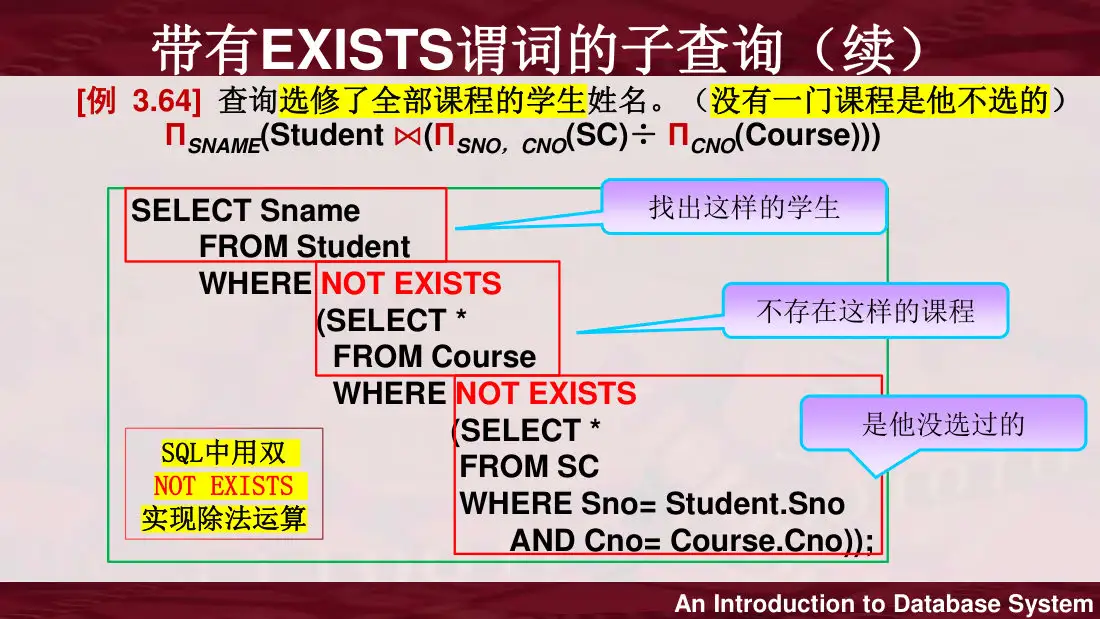 带有EXISTS谓词的子查询（续）
[例 3.64] 查询选修了全部课程的学生姓名。（没有一门课程是他不选的）
ΠSNAME(Student ⋈(ΠSNO，CNO(SC)÷ ΠCNO(Course)))
SELECT Sname
找出这样的学生
FROM Student
WHERE NOT EXISTS
(SELECT *
不存在这样的课程
FROM Course
WHERE NOT EXISTS
(SELECT *
是他没选过的
FROM SC
WHERE Sno= Student.Sno
AND Cno= Course.Cno));
SQL中用双
NOT EXISTS
实现除法运算
An Introduction to Database System